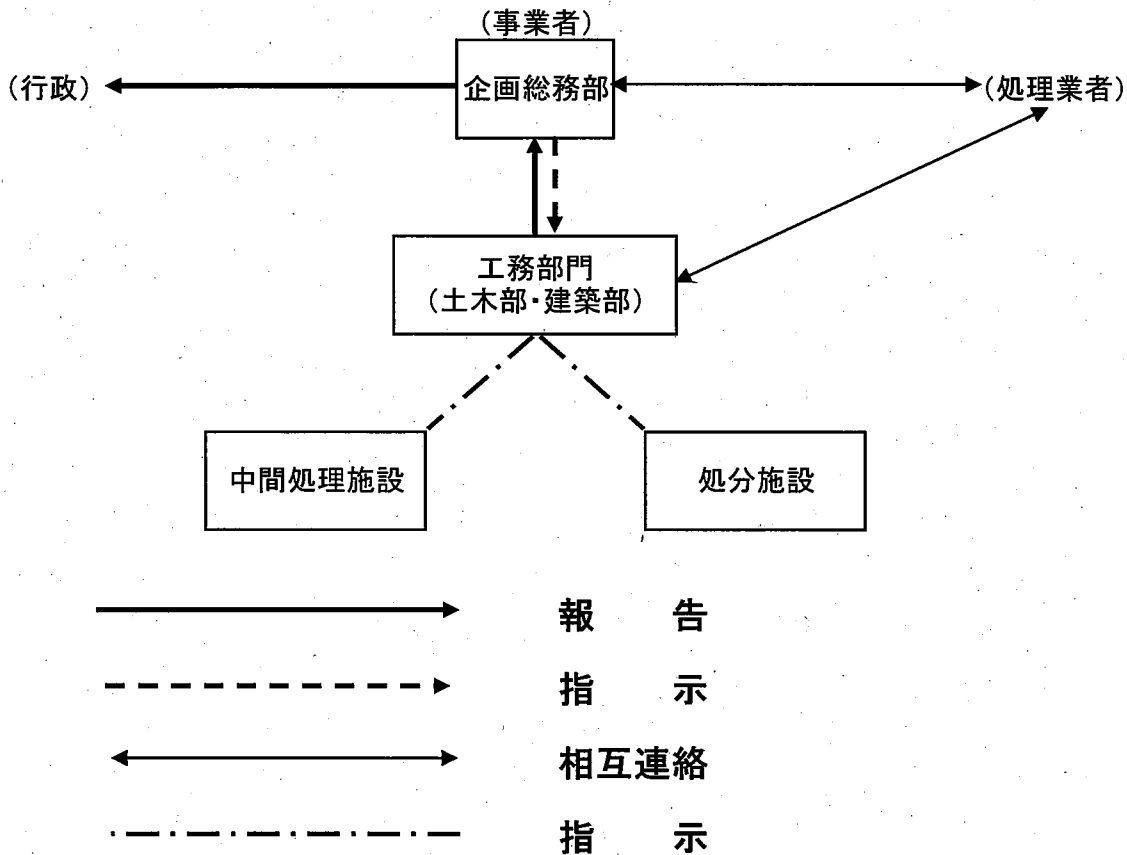 (事業者)
(行政)
企画総務部
(処理業者)
工務部門
(土木部・建築部)
中間処理施設
処分施設
報 告
指 示
相互連絡
指 示